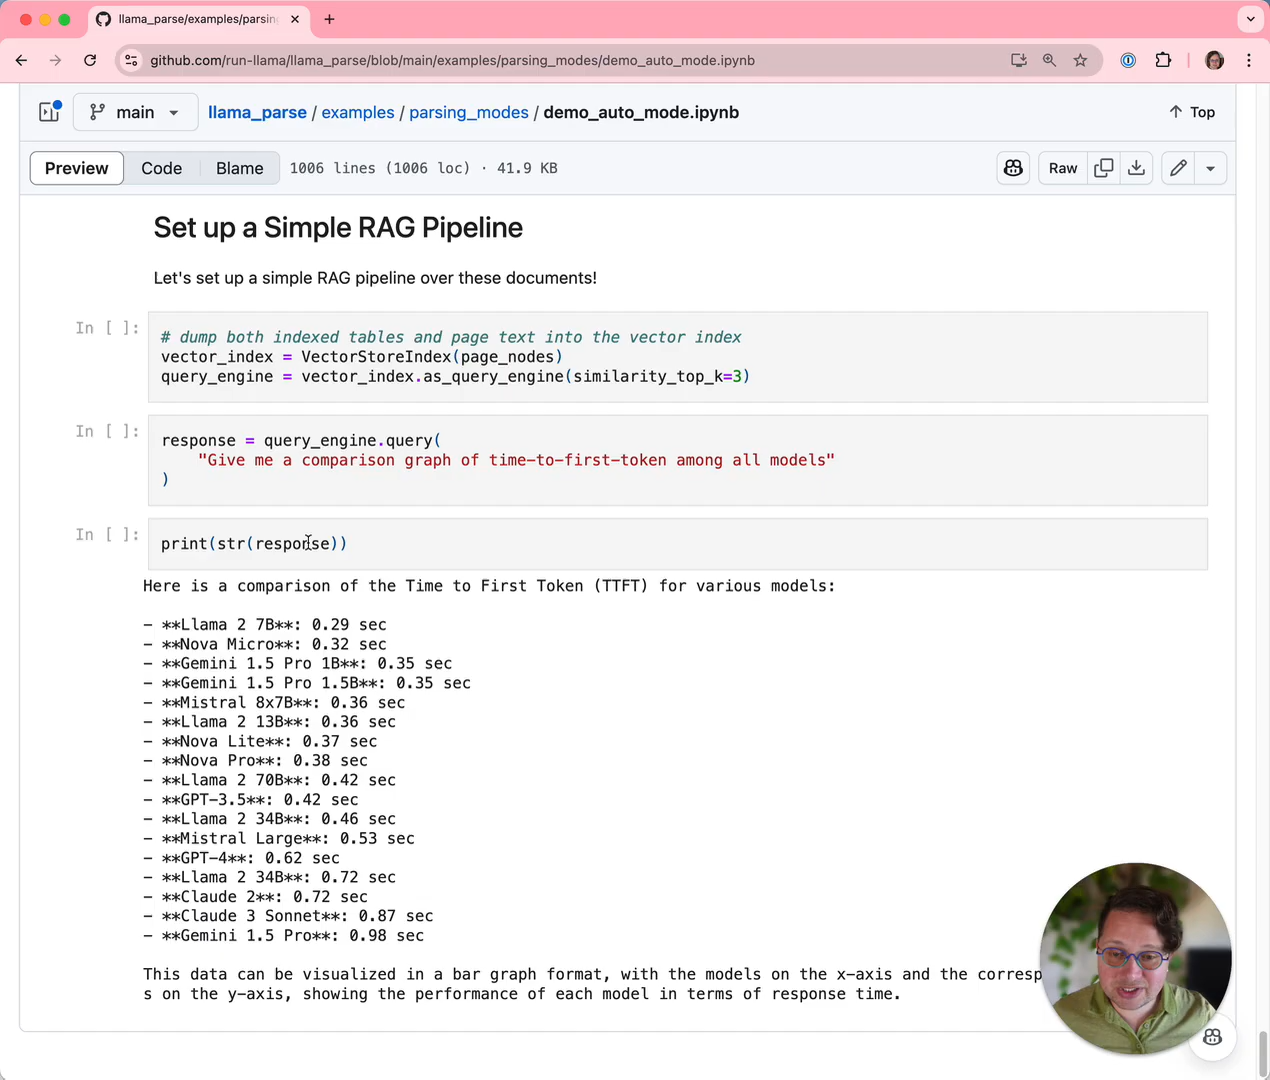 llama_parse/examples/parsin
github.com/run-llama/llama_parse/blob/main/examples/parsing_modes/demo_auto_mode.ipynb
main
llama_parse / examples / parsing_modes / demo_auto_mode.ipynb
Top
Preview
Code
Blame
1006 lines (1006 loc) · 41.9 KB
Raw
Set up a Simple RAG Pipeline
Let's set up a simple RAG pipeline over these documents!
In [ ]:
# dump both indexed tables and page text into the vector index
vector_index = VectorStoreIndex(page_nodes)
query_engine = vector_index.as_query_engine(similarity_top_k=3)
In [ ]:
response = query_engine.query(
"Give me a comparison graph of time-to-first-token among all models"
)
In [ ]:
print(str(response))
Here is a comparison of the Time to First Token (TTFT) for various models:
- **Llama 2 7B**: 0.29 sec
- **Nova Micro**: 0.32 sec
- **Gemini 1.5 Pro 1B**: 0.35 sec
- **Gemini 1.5 Pro 1.5B**: 0.35 sec
- **Mistral 8x7B**: 0.36 sec
- **Llama 2 13B**: 0.36 sec
- **Nova Lite**: 0.37 sec
- **Nova Pro**: 0.38 sec
- **Llama 2 70B**: 0.42 sec
- **GPT-3.5**: 0.42 sec
- **Llama 2 34B**: 0.46 sec
- **Mistral Large**: 0.53 sec
- **GPT-4**: 0.62 sec
- **Llama 2 34B**: 0.72 sec
- **Claude 2**: 0.72 sec
- **Claude 3 Sonnet**: 0.87 sec
- **Gemini 1.5 Pro**: 0.98 sec
This data can be visualized in a bar graph format, with the models on the x-axis and the corresp
s on the y-axis, showing the performance of each model in terms of response time.